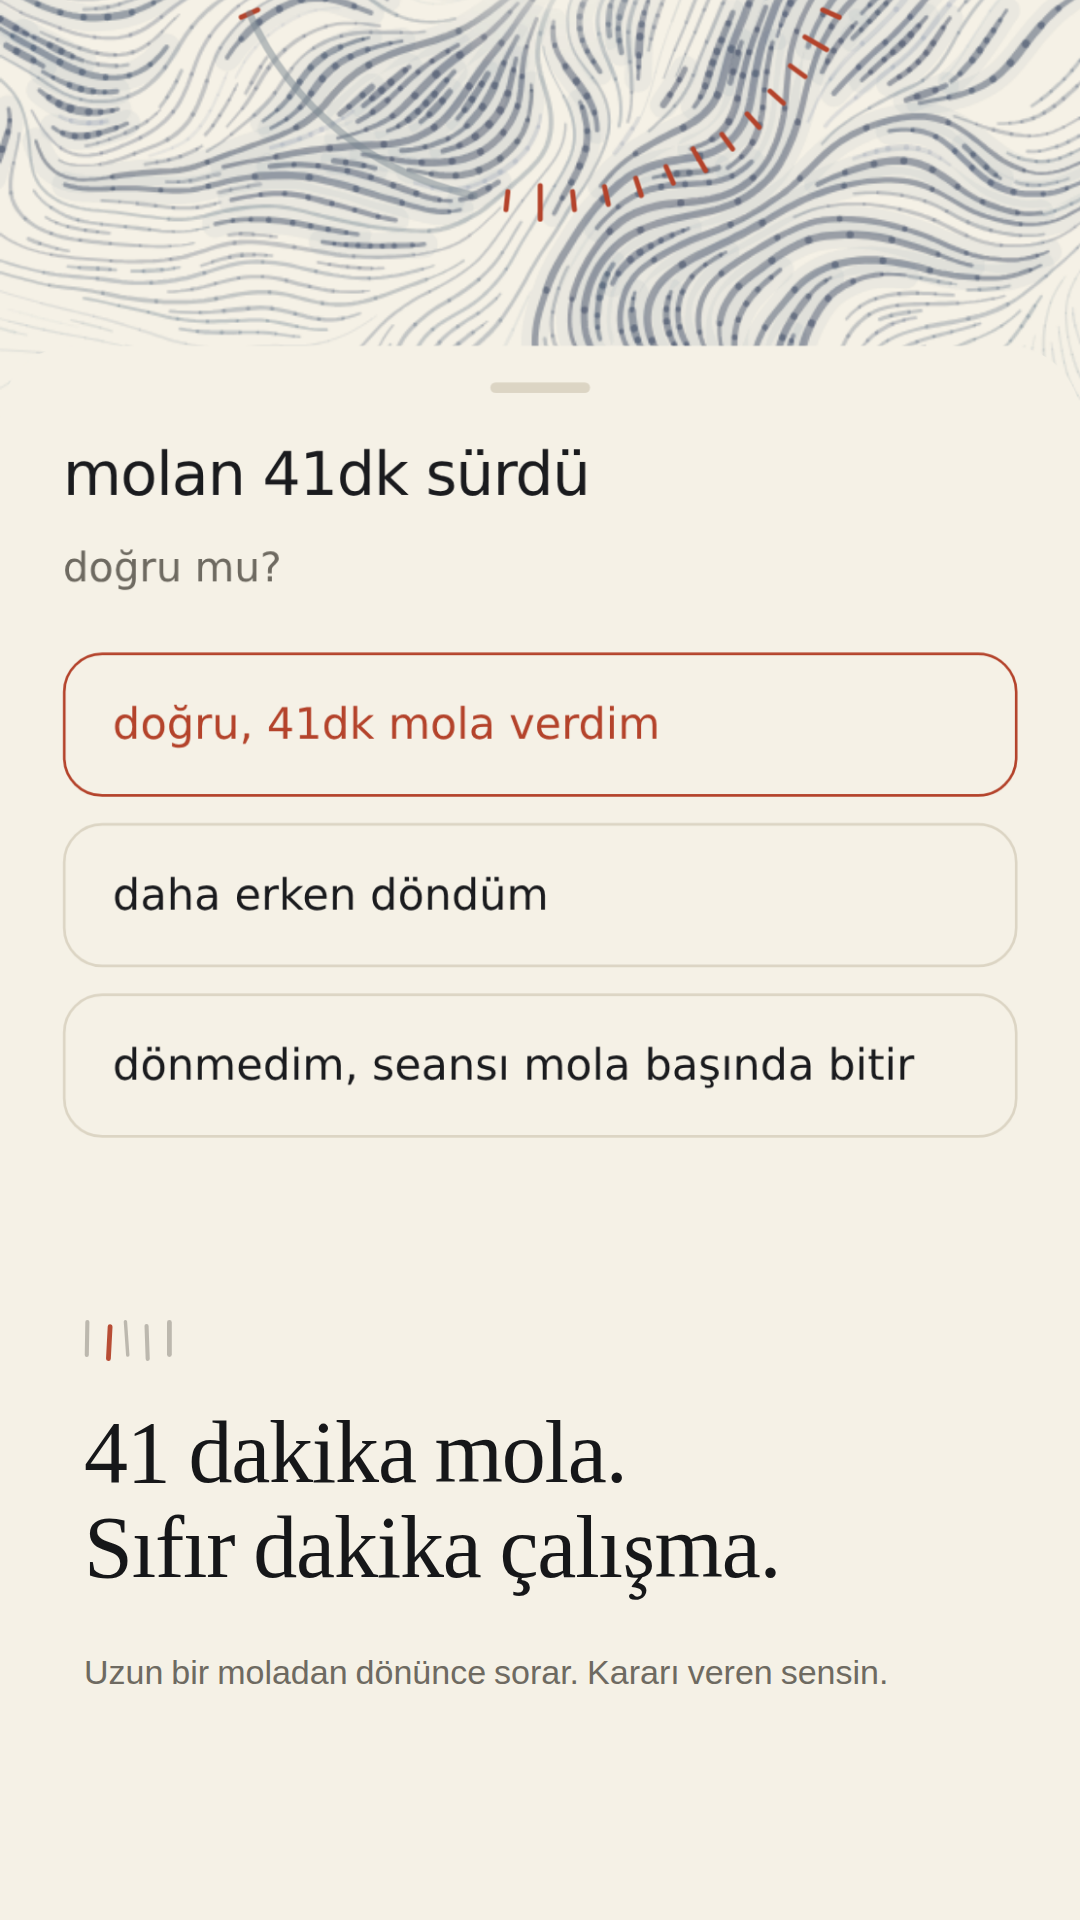 molan 41dk sürdü
doğru mu?
doğru, 41dk mola verdim
daha erken döndüm
dönmedim, seansı mola başında bitir
41 dakika mola.
Sıfır dakika çalışma.
Uzun bir moladan dönünce sorar. Kararı veren sensin.